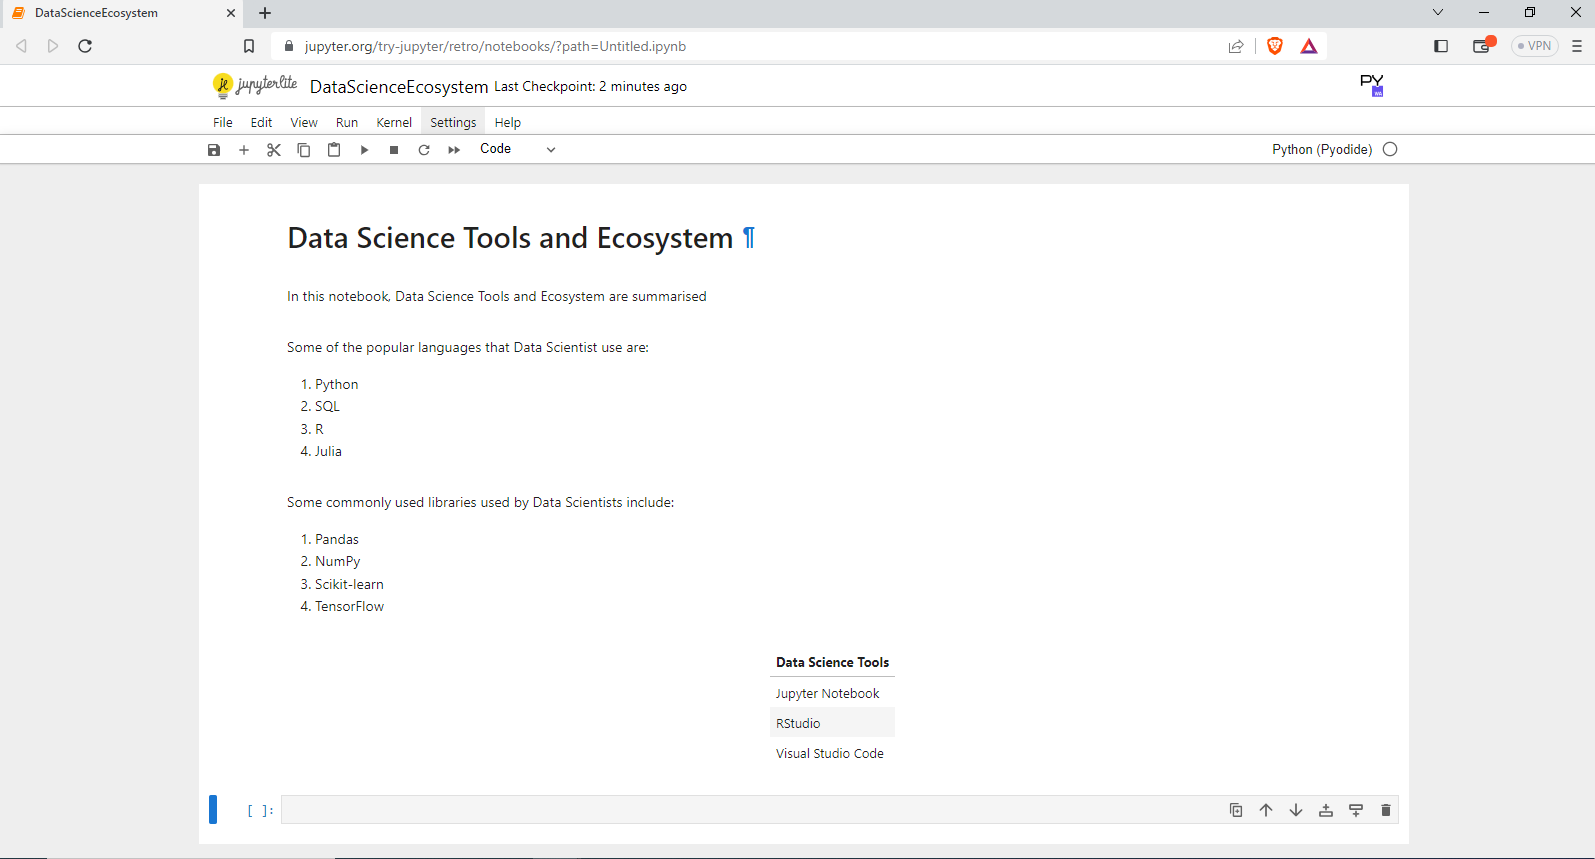 DataScienceEcosystem
jupyter.org/try-jupyter/retro/notebooks/?path=Untitled.ipynb
VPN
jupyterlite DataScienceEcosystem Last Checkpoint: 2 minutes ago
PY
File Edit View Run Kernel Settings Help
Code Python (Pyodide)
Data Science Tools and Ecosystem ¶
In this notebook, Data Science Tools and Ecosystem are summarised
Some of the popular languages that Data Scientist use are:
1. Python
2. SQL
3. R
4. Julia
Some commonly used libraries used by Data Scientists include:
1. Pandas
2. NumPy
3. Scikit-learn
4. TensorFlow
Data Science Tools
Jupyter Notebook
RStudio
Visual Studio Code
[ ]: